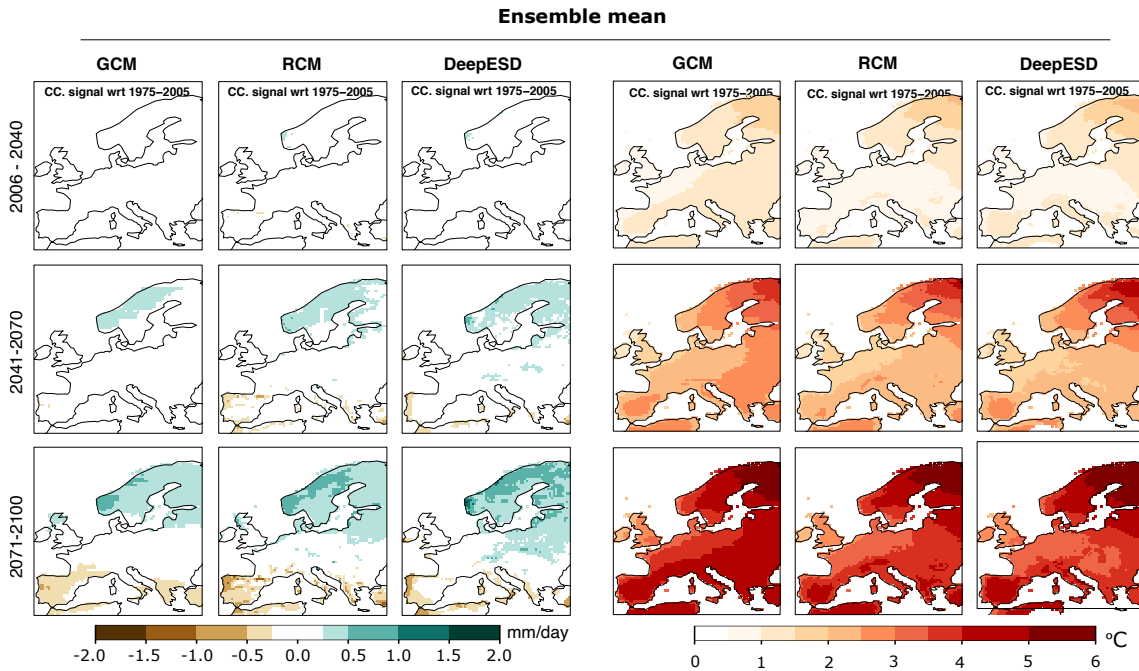 Ensemble mean
GCM RCM DeepESD GCM RCM DeepESD
CC. signal wrt 1975–2005 CC. signal wrt 1975–2005 CC. signal wrt 1975–2005 CC. signal wrt 1975–2005 CC. signal wrt 1975–2005 CC. signal wrt 1975–2005
2006 - 2040
2041-2070
2071-2100
mm/day
-2.0 -1.5 -1.0 -0.5 0.0 0.5 1.0 1.5 2.0
ºC
0 1 2 3 4 5 6